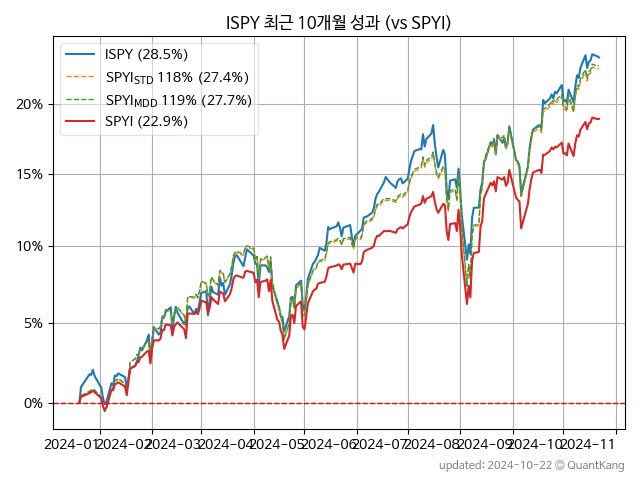 ISPY 최근 10개월 성과 (vs SPYI)
ISPY (28.5%)
SPYI_STD 118% (27.4%)
SPYI_MDD 119% (27.7%)
SPYI (22.9%)
20%
15%
10%
5%
0%
2024-01 2024-02 2024-03 2024-04 2024-05 2024-06 2024-07 2024-08 2024-09 2024-10 2024-11
updated: 2024-10-22 © QuantKang